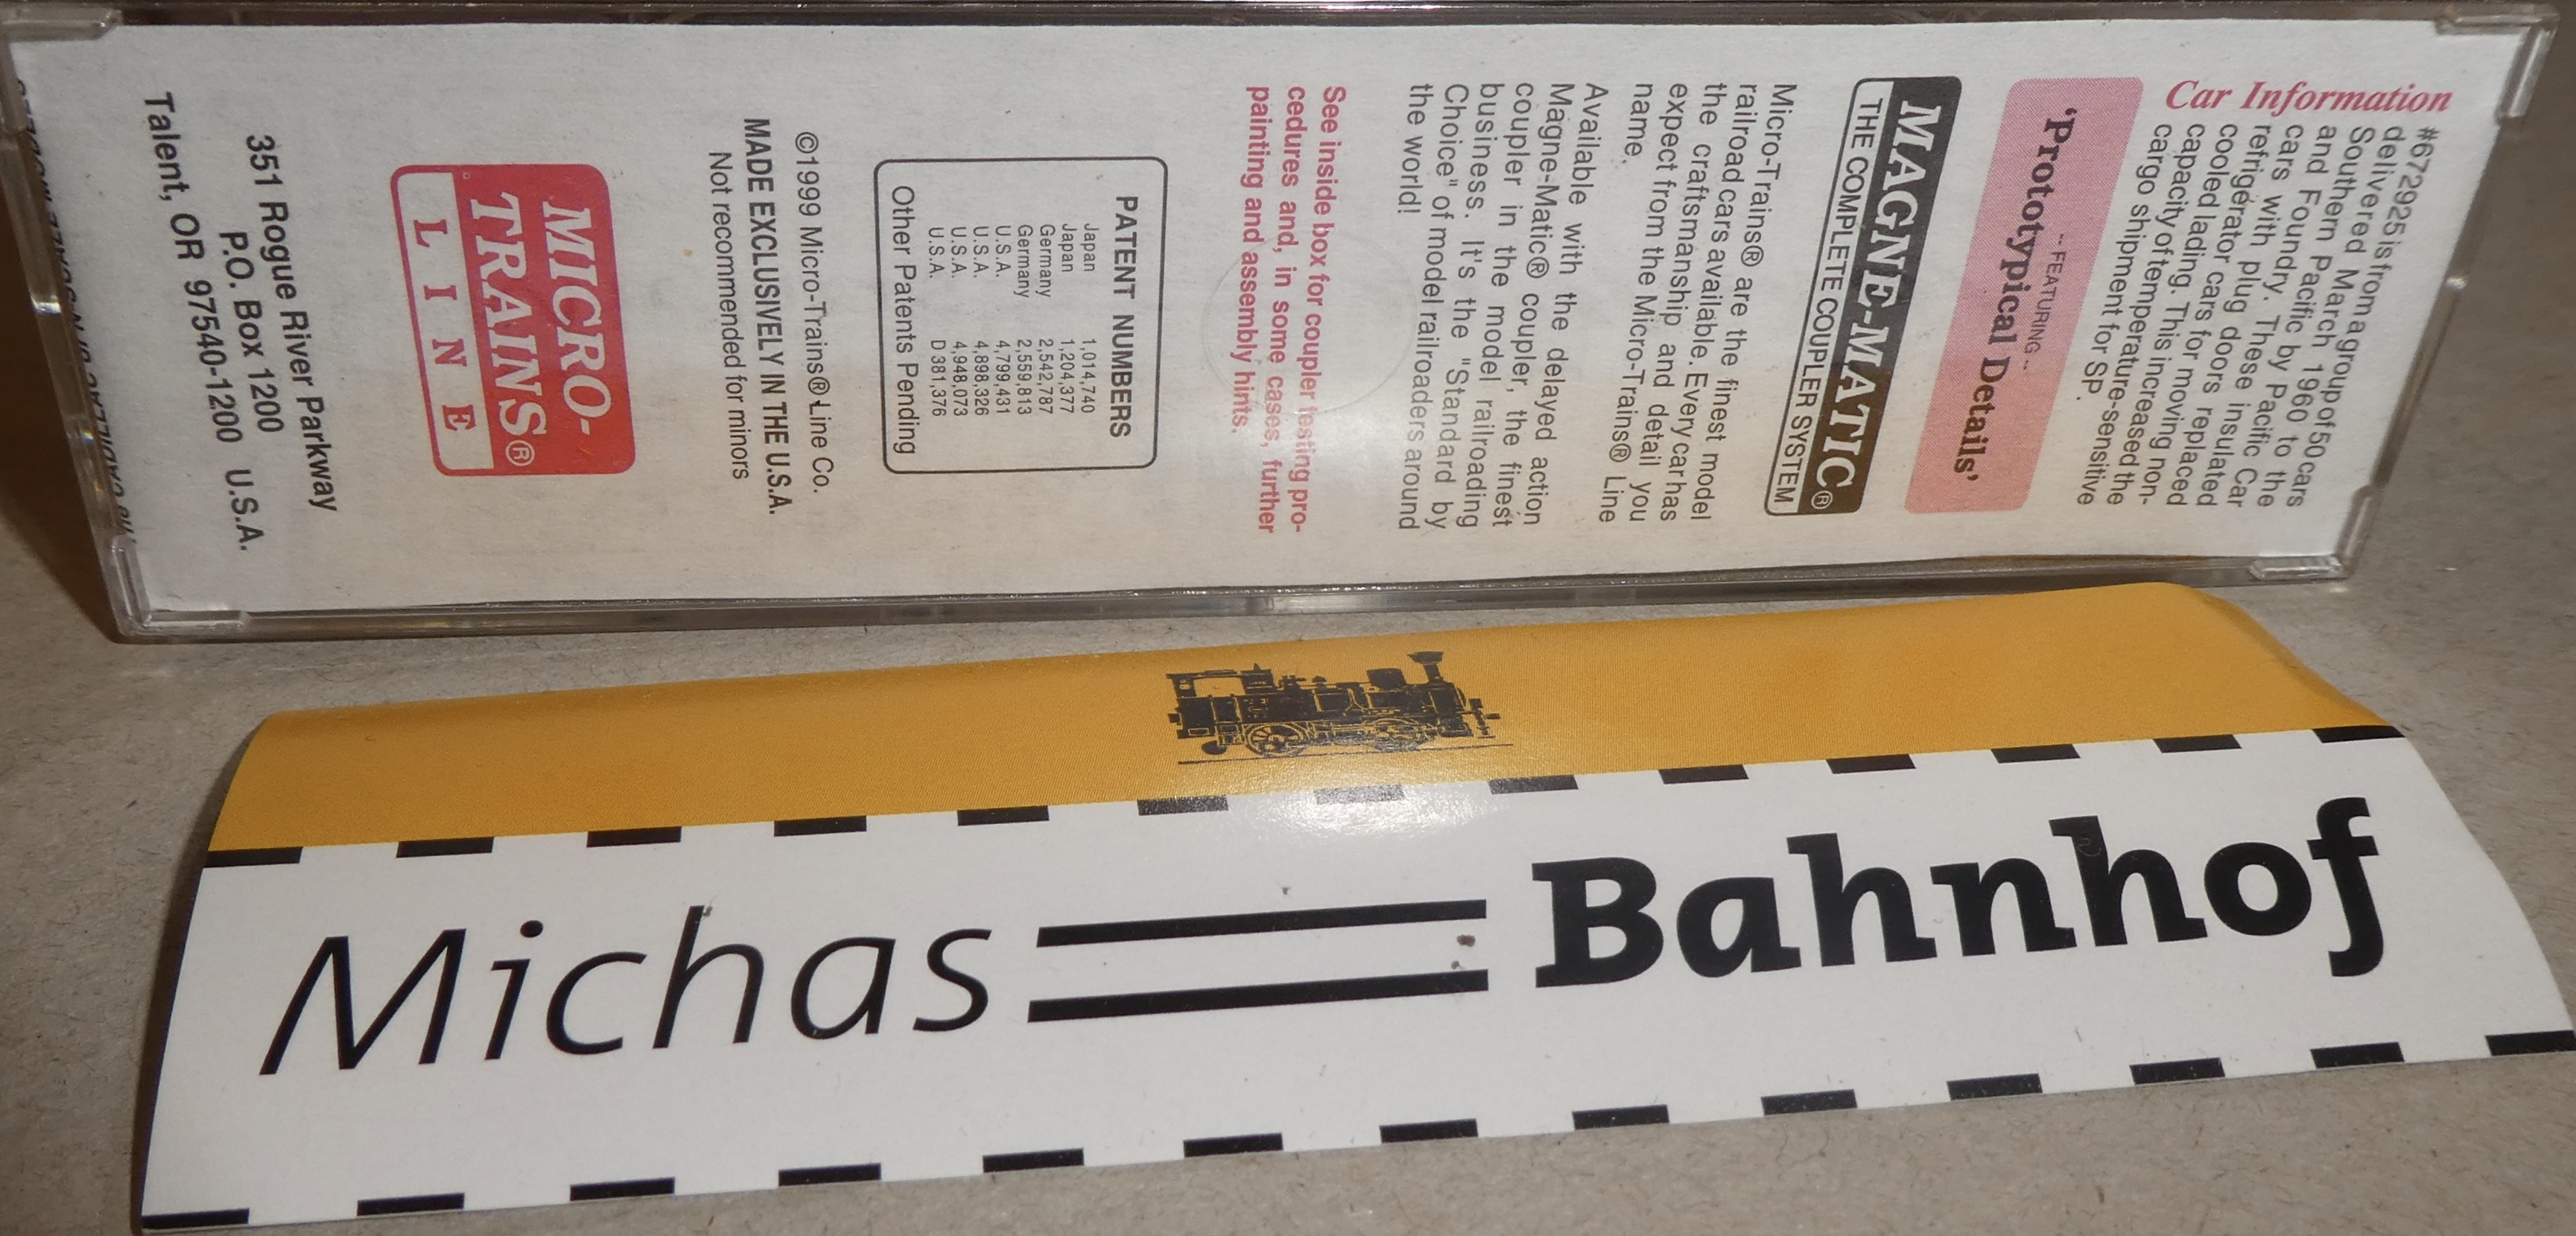 Car Information
#672925 is from a group of 50 cars
delivered March 1960 to the
Southern Pacific by Pacific Car
and Foundry. These insulated
cars with plug doors replaced
refrigerator cars for moving non-
cooled lading. This increased the
capacity of temperature-sensitive
cargo shipment for SP.
-- FEATURING --
'Prototypical Details'
MAGNE-MATIC®
THE COMPLETE COUPLER SYSTEM
Micro-Trains® are the finest model
railroad cars available. Every car has
the craftsmanship and detail you
expect from the Micro-Trains® Line
name.
Available with the delayed action
Magne-Matic® coupler, the finest
coupler in the model railroading
business. It's the "Standard by
Choice" of model railroaders around
the world!
See inside box for coupler testing pro-
cedures and, in some cases, further
painting and assembly hints.
PATENT NUMBERS
Japan 1,014,740
Japan 1,204,377
Germany 2,542,787
Germany 2,559,813
U.S.A. 4,799,431
U.S.A. 4,898,326
U.S.A. 4,948,073
U.S.A. D 381,376
Other Patents Pending
©1999 Micro-Trains® Line Co.
MADE EXCLUSIVELY IN THE U.S.A.
Not recommended for minors
MICRO-
TRAINS®
LINE
351 Rogue River Parkway
P.O. Box 1200
Talent, OR 97540-1200 U.S.A.
Michas Bahnhof